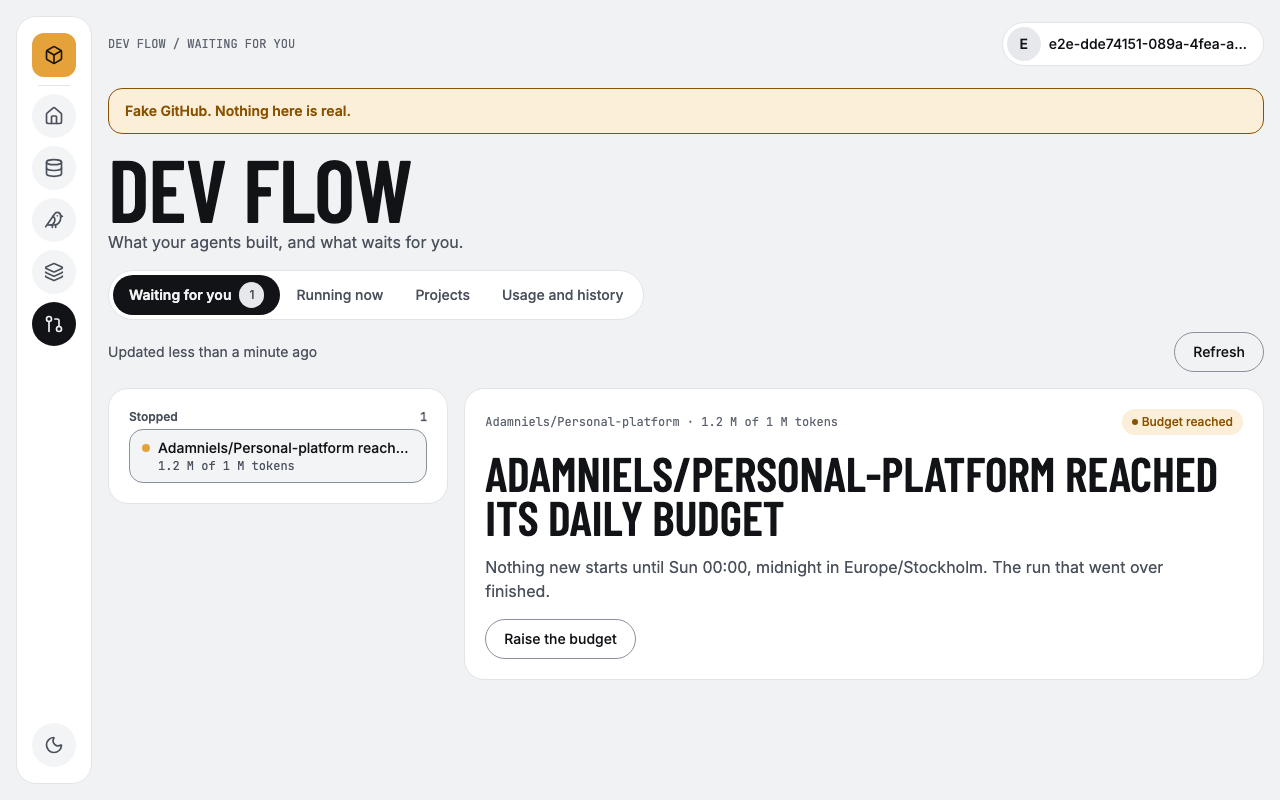 DEV FLOW / WAITING FOR YOU
E e2e-dde74151-089a-4fea-a...
Fake GitHub. Nothing here is real.
DEV FLOW
What your agents built, and what waits for you.
Waiting for you 1 Running now Projects Usage and history
Updated less than a minute ago
Refresh
Stopped 1
Adamniels/Personal-platform reach...
1.2 M of 1 M tokens
Adamniels/Personal-platform · 1.2 M of 1 M tokens
Budget reached
ADAMNIELS/PERSONAL-PLATFORM REACHED
ITS DAILY BUDGET
Nothing new starts until Sun 00:00, midnight in Europe/Stockholm. The run that went over
finished.
Raise the budget